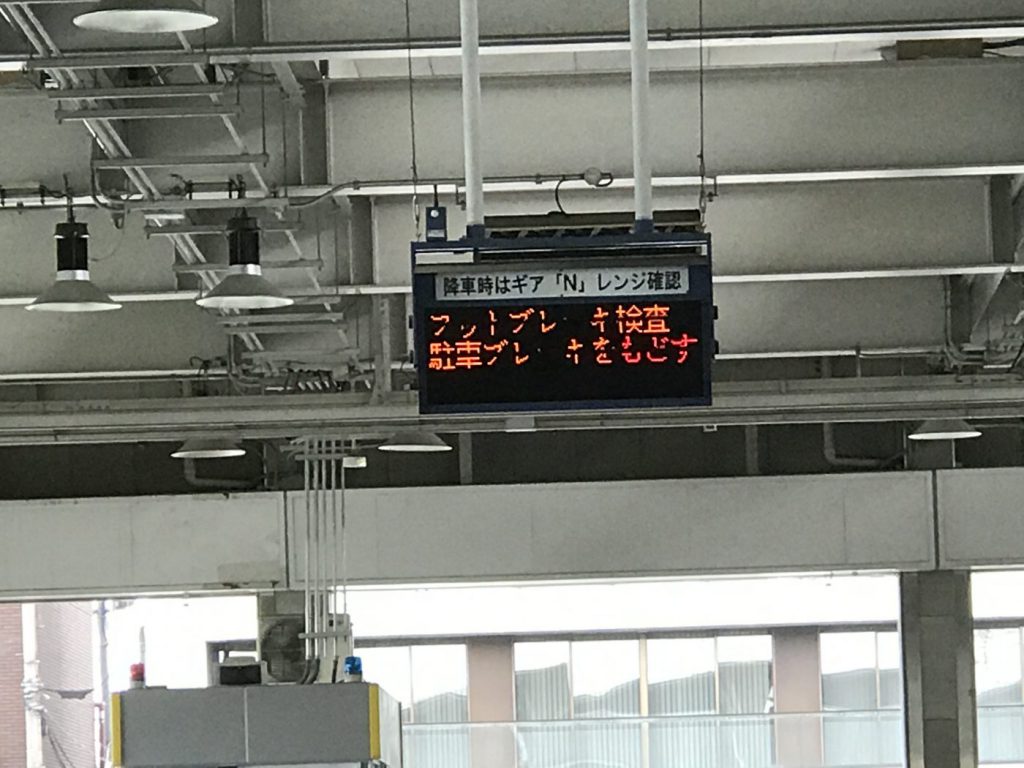 降車時はギア「N」レンジ確認
フットブレーキ検査
駐車ブレーキをもどす